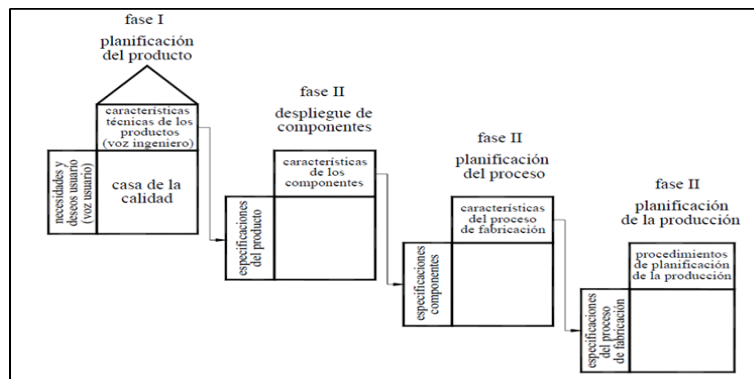 fase I
planificación
del producto
características
técnicas de los
productos
(voz ingeniero)
necesidades y
deseos usuario
(voz usuario)
casa de la
calidad
fase II
despliegue de
componentes
características
de los
componentes
especificaciones
del producto
fase II
planificación
del proceso
características
del proceso
de fabricación
especificaciones
componentes
fase II
planificación
de la producción
procedimientos
de planificación
de la producción
especificaciones
del proceso
de fabricación